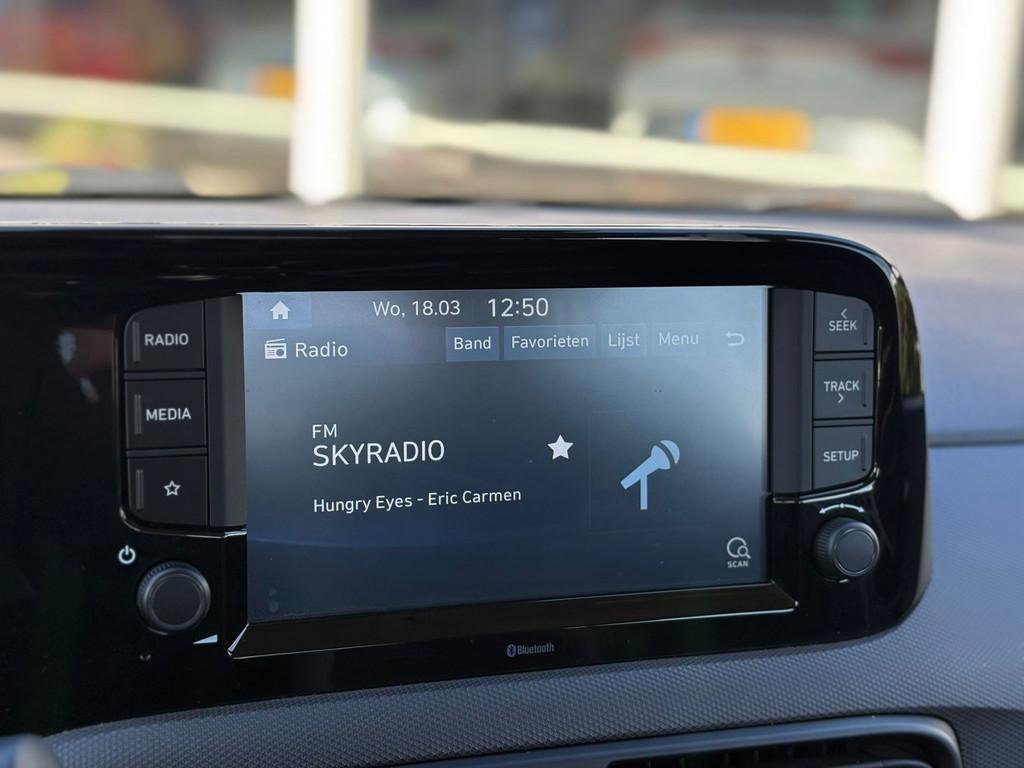 Wo, 18.03 12:50
Radio Band Favorieten Lijst Menu
FM
SKYRADIO
Hungry Eyes - Eric Carmen
SCAN
RADIO
MEDIA
SEEK
TRACK
SETUP
Bluetooth